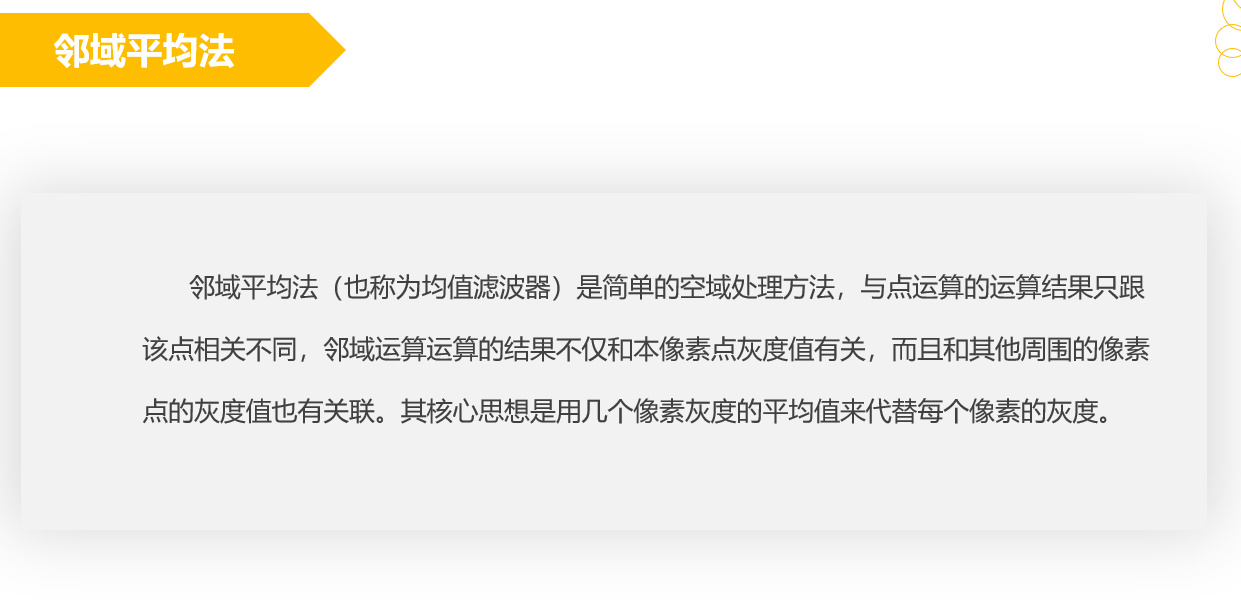 邻域平均法
邻域平均法（也称为均值滤波器）是简单的空域处理方法，与点运算的运算结果只跟
该点相关不同，邻域运算运算的结果不仅和本像素点灰度值有关，而且和其他周围的像素
点的灰度值也有关联。其核心思想是用几个像素灰度的平均值来代替每个像素的灰度。